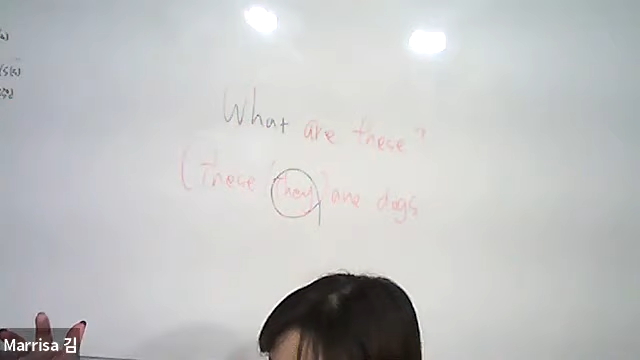 What are these?
(These / They) are dogs
Marrisa 김